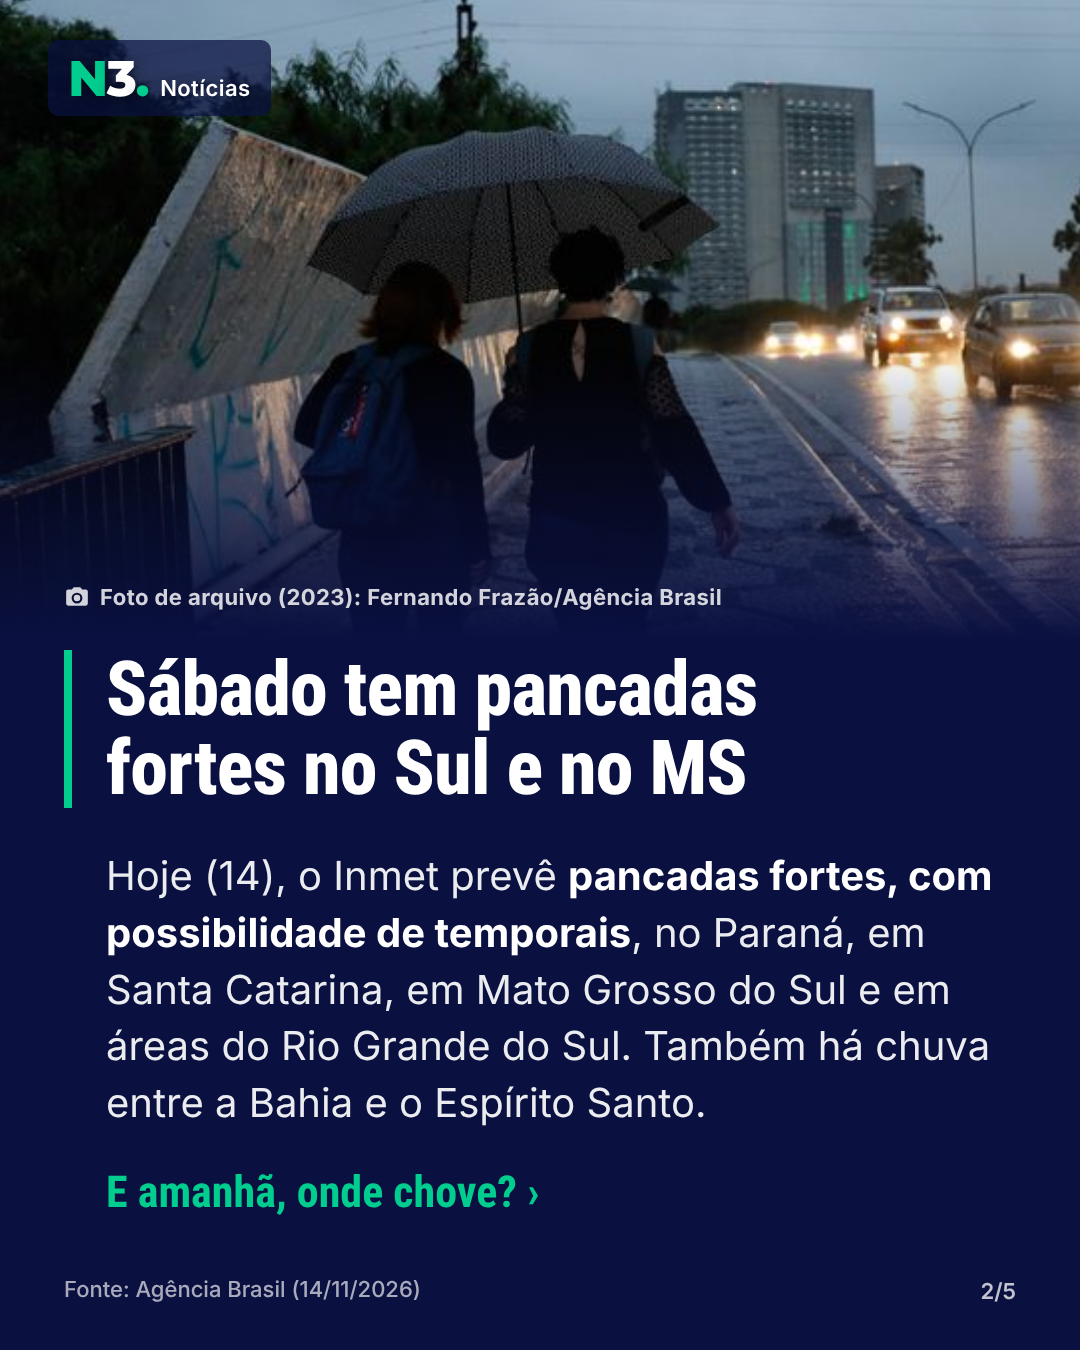 N3. Notícias
Foto de arquivo (2023): Fernando Frazão/Agência Brasil
Sábado tem pancadas
fortes no Sul e no MS
Hoje (14), o Inmet prevê pancadas fortes, com
possibilidade de temporais, no Paraná, em
Santa Catarina, em Mato Grosso do Sul e em
áreas do Rio Grande do Sul. Também há chuva
entre a Bahia e o Espírito Santo.
E amanhã, onde chove? ›
Fonte: Agência Brasil (14/11/2026)
2/5